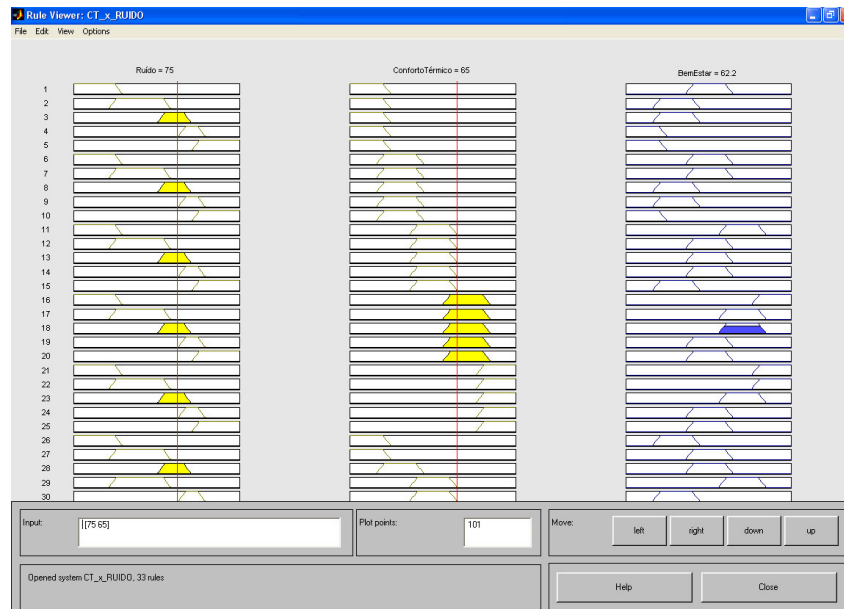 Rule Viewer: CT_x_RUIDO
File Edit View Options
Ruído = 75
ConfortoTérmico = 65
BemEstar = 62.2
1
2
3
4
5
6
7
8
9
10
11
12
13
14
15
16
17
18
19
20
21
22
23
24
25
26
27
28
29
30
Input:
[75 65]
Plot points:
101
Move:
left
right
down
up
Opened system CT_x_RUIDO, 33 rules
Help
Close